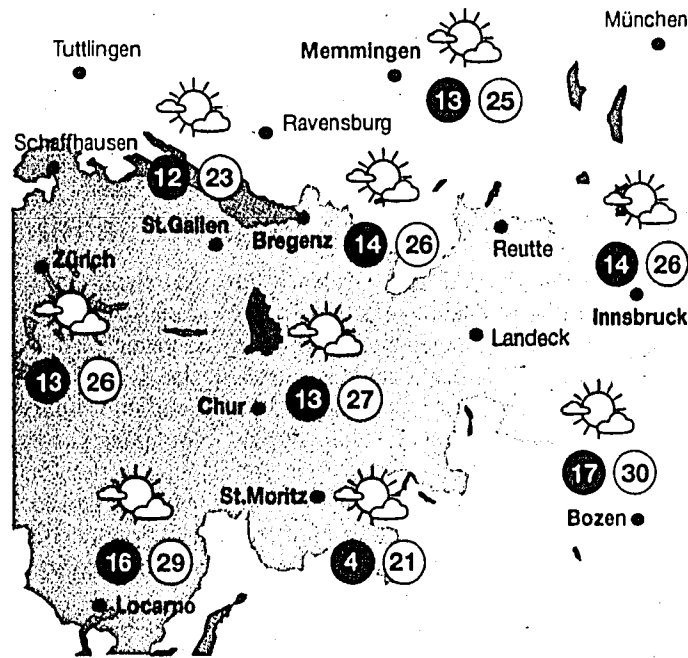 München
Tuttlingen
Memmingen
13 25
Ravensburg
Schaffhausen
12 23
St.Gallen
Bregenz
14 26
Reutte
14 26
Zürich
Innsbruck
Landeck
13 26
Chur
13 27
17 30
St.Moritz
Bozen
16 29
4 21
Locarno